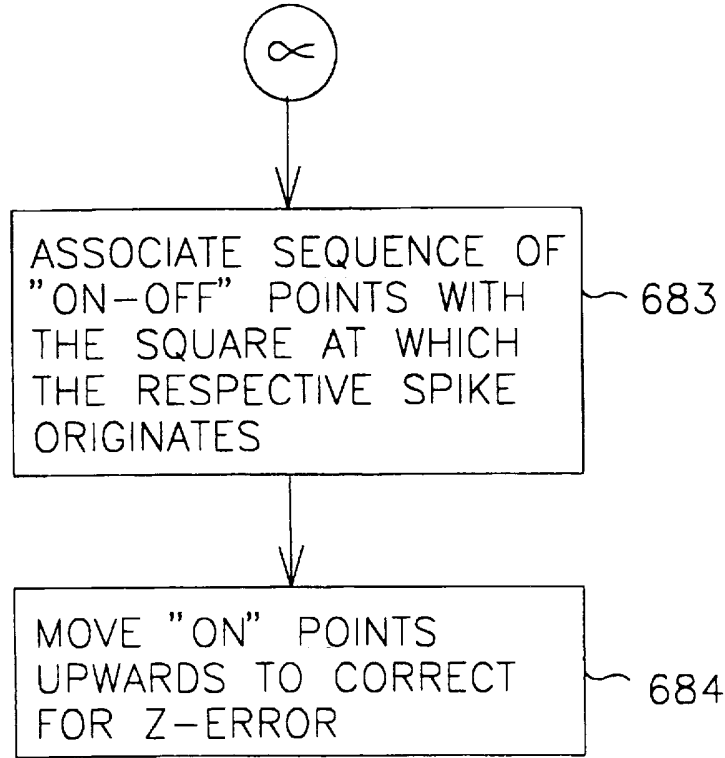 ∝
ASSOCIATE SEQUENCE OF
"ON-OFF" POINTS WITH
THE SQUARE AT WHICH
THE RESPECTIVE SPIKE
ORIGINATES
683
MOVE "ON" POINTS
UPWARDS TO CORRECT
FOR Z-ERROR
684